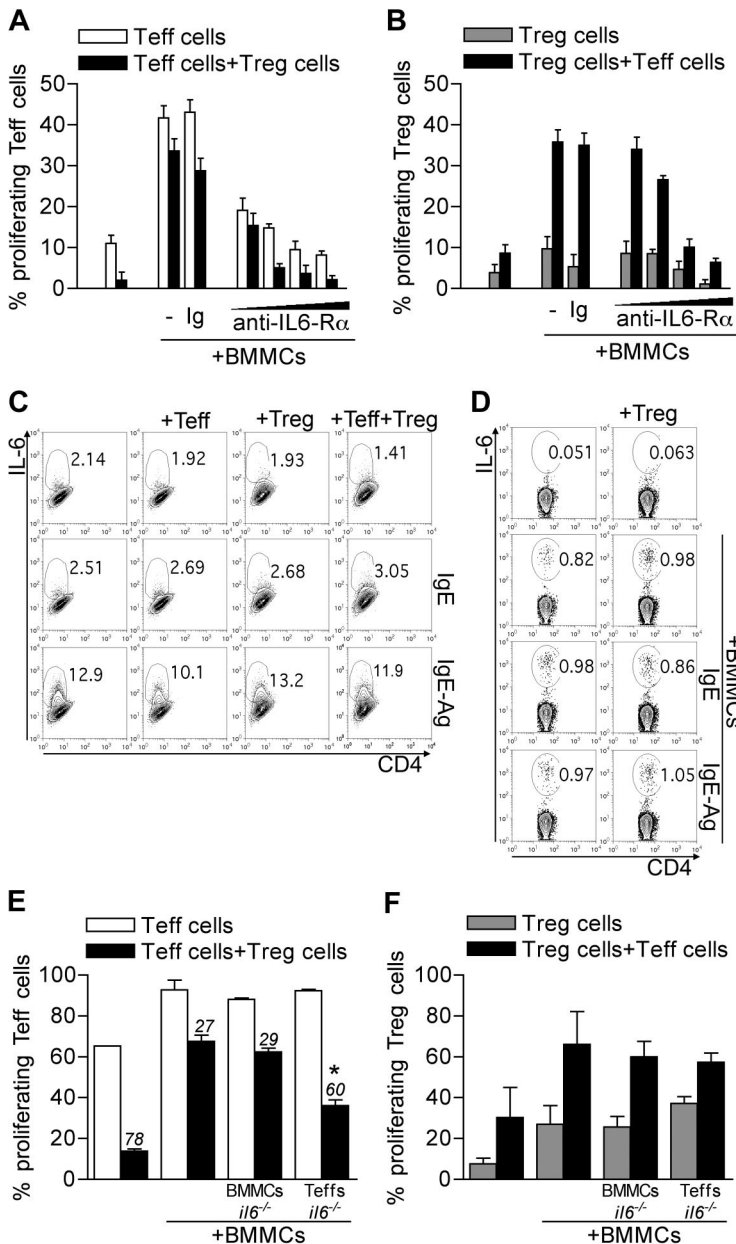 A
Teff cells
Teff cells+Treg cells
% proliferating Teff cells
50
40
30
20
10
0
- Ig
anti-IL6-Rα
+BMMCs
B
Treg cells
Treg cells+Teff cells
% proliferating Treg cells
50
40
30
20
10
0
- Ig
anti-IL6-Rα
+BMMCs
C
+Teff
+Treg
+Teff+Treg
IL-6
2.14
1.92
1.93
1.41
2.51
2.69
2.68
3.05
IgE
12.9
10.1
13.2
11.9
IgE-Ag
CD4
D
+Treg
IL-6
0.051
0.063
0.82
0.98
0.98
0.86
IgE
0.97
1.05
IgE-Ag
+BMMCs
CD4
E
Teff cells
Teff cells+Treg cells
% proliferating Teff cells
100
80
60
40
20
0
78
27
29
*
60
BMMCs
il6-/-
Teffs
il6-/-
+BMMCs
F
Treg cells
Treg cells+Teff cells
% proliferating Treg cells
100
80
60
40
20
0
BMMCs
il6-/-
Teffs
il6-/-
+BMMCs